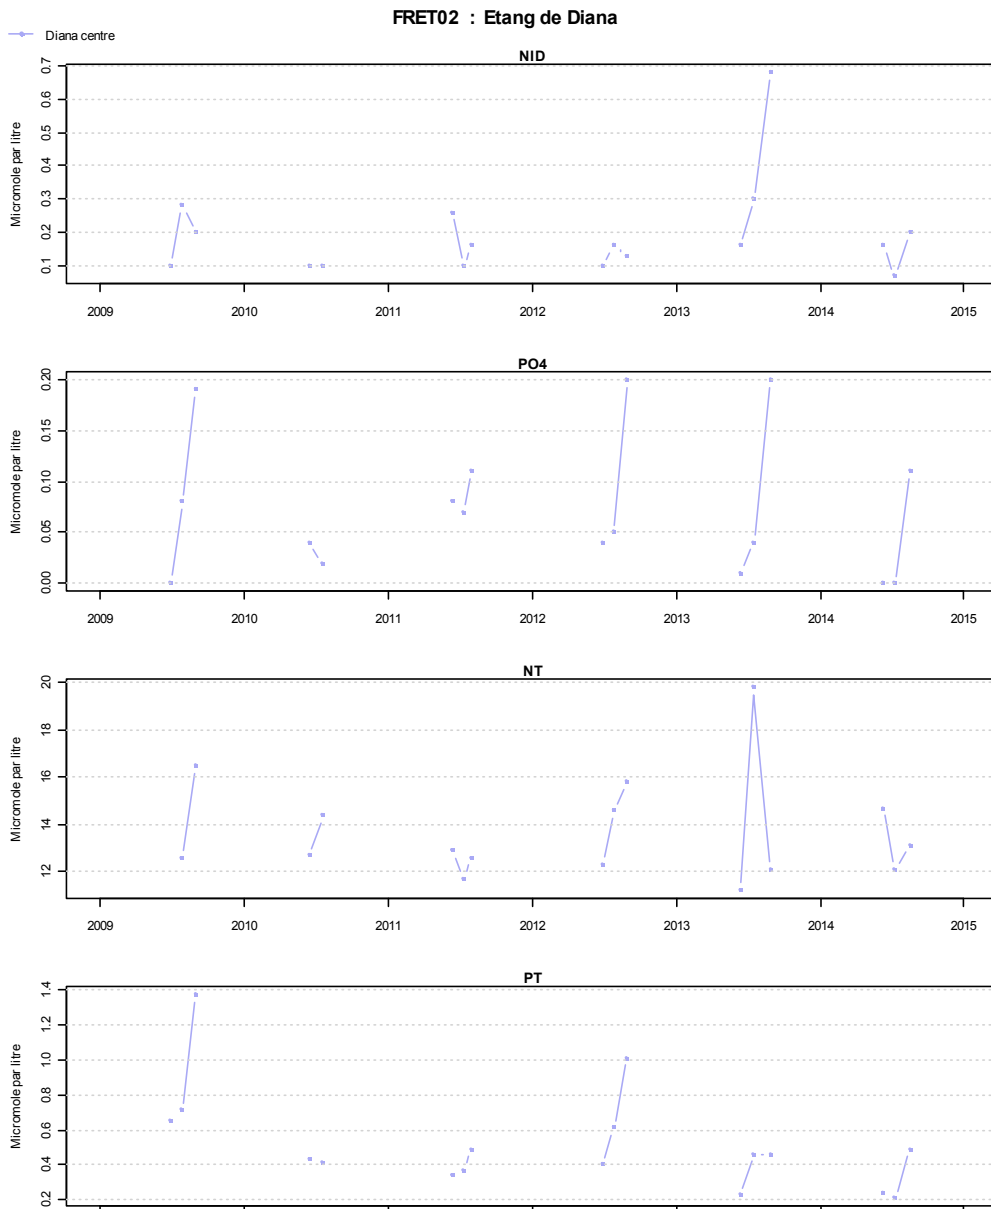 FRET02 : Etang de Diana
Diana centre
NID
Micromole par litre
0.1 0.2 0.3 0.4 0.5 0.6 0.7
2009 2010 2011 2012 2013 2014 2015
PO4
Micromole par litre
0.00 0.05 0.10 0.15 0.20
2009 2010 2011 2012 2013 2014 2015
NT
Micromole par litre
12 14 16 18 20
2009 2010 2011 2012 2013 2014 2015
PT
Micromole par litre
0.2 0.4 0.6 0.8 1.0 1.2 1.4